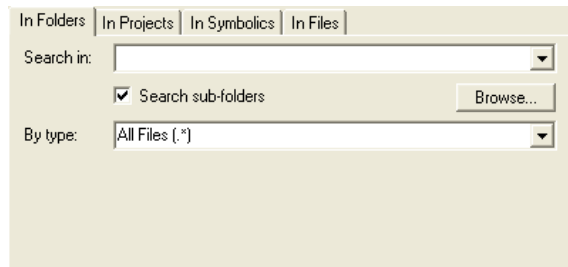 In Folders In Projects In Symbolics In Files
Search in:
Search sub-folders Browse...
By type: All Files (.*)